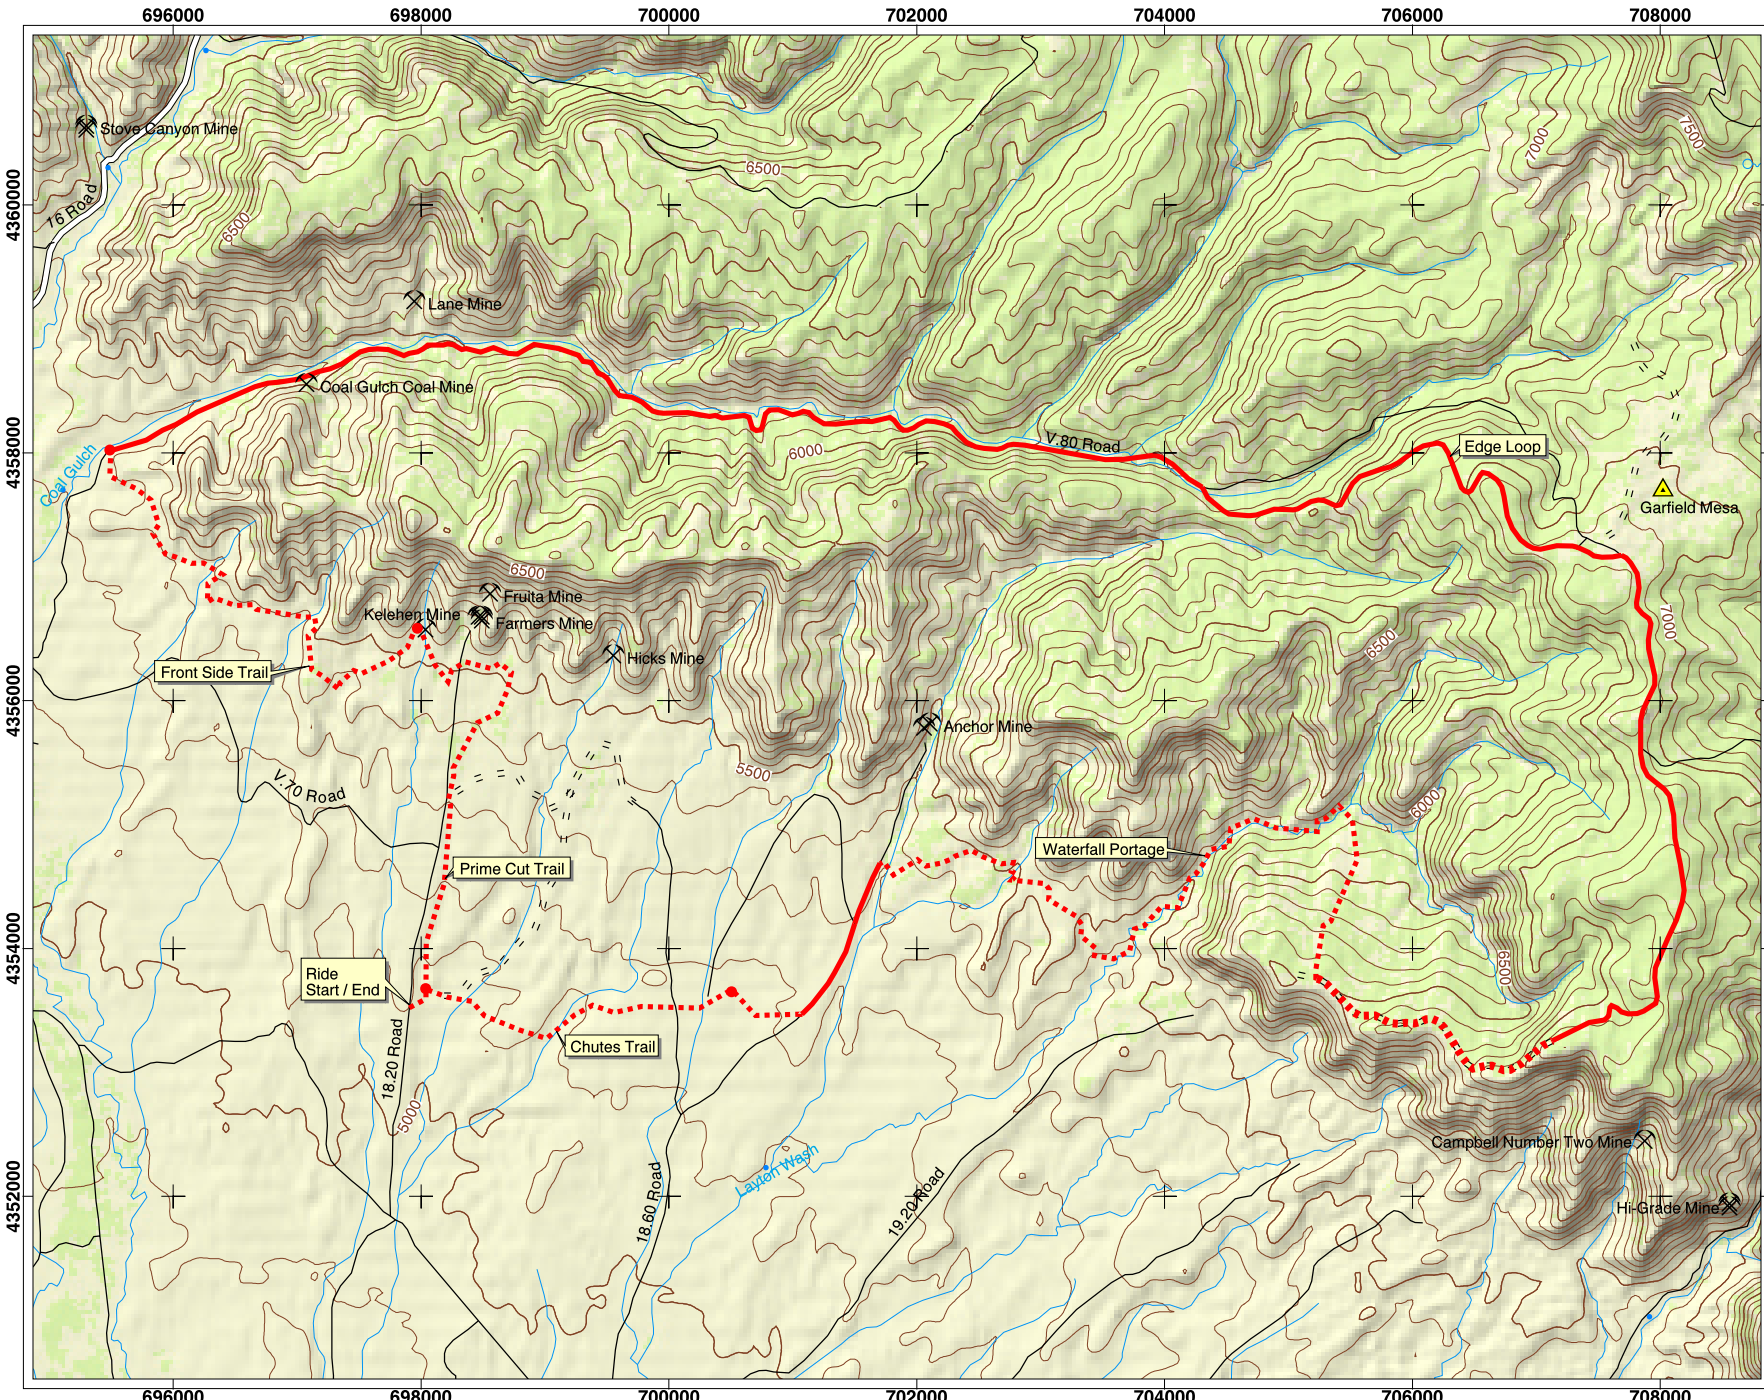 696000 698000 700000 702000 704000 706000 708000
Stove Canyon Mine
7000
7500
6500
16 Road
4360000
6500
Lane Mine
Coal Gulch Coal Mine
V.80 Road
Edge Loop
6000
4358000
Coal Gulch
Garfield Mesa
6500
Fruita Mine
Kelehen Mine
Farmers Mine
7000
6500
Hicks Mine
Front Side Trail
4356000
Anchor Mine
5500
V.70 Road
6000
Waterfall Portage
Prime Cut Trail
4354000
Ride
Start / End
6500
Chutes Trail
18.20 Road
5000
Campbell Number Two Mine
Layton Wash
4352000
18.60 Road
19.20 Road
Hi-Grade Mine
696000 698000 700000 702000 704000 706000 708000